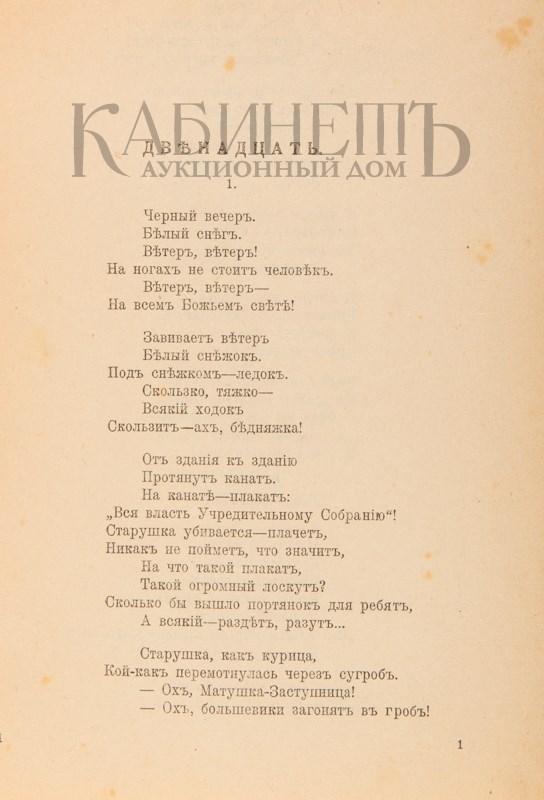 КАБИНЕТЪ
ДВѢНАДЦАТЬ.
АУКЦИОННЫЙ ДОМ
1.
Черный вечеръ.
Бѣлый снѣгъ.
Вѣтеръ, вѣтеръ!
На ногахъ не стоитъ человѣкъ.
Вѣтеръ, вѣтеръ—
На всемъ Божьемъ свѣтѣ!
Завиваетъ вѣтеръ
Бѣлый снѣжокъ.
Подъ снѣжкомъ—ледокъ.
Скользко, тяжко—
Всякій ходокъ
Скользитъ—ахъ, бѣдняжка!
Отъ зданія къ зданію
Протянутъ канатъ.
На канатѣ—плакатъ:
„Вся власть Учредительному Собранію“!
Старушка убивается—плачетъ,
Никакъ не пойметъ, что значитъ,
На что такой плакатъ,
Такой огромный лоскутъ?
Сколько бы вышло портянокъ для ребятъ,
А всякій—раздѣтъ, разутъ...
Старушка, какъ курица,
Кой-какъ перемотнулась черезъ сугробъ.
— Охъ, Матушка-Заступница!
— Охъ, большевики загонятъ въ гробъ!
1